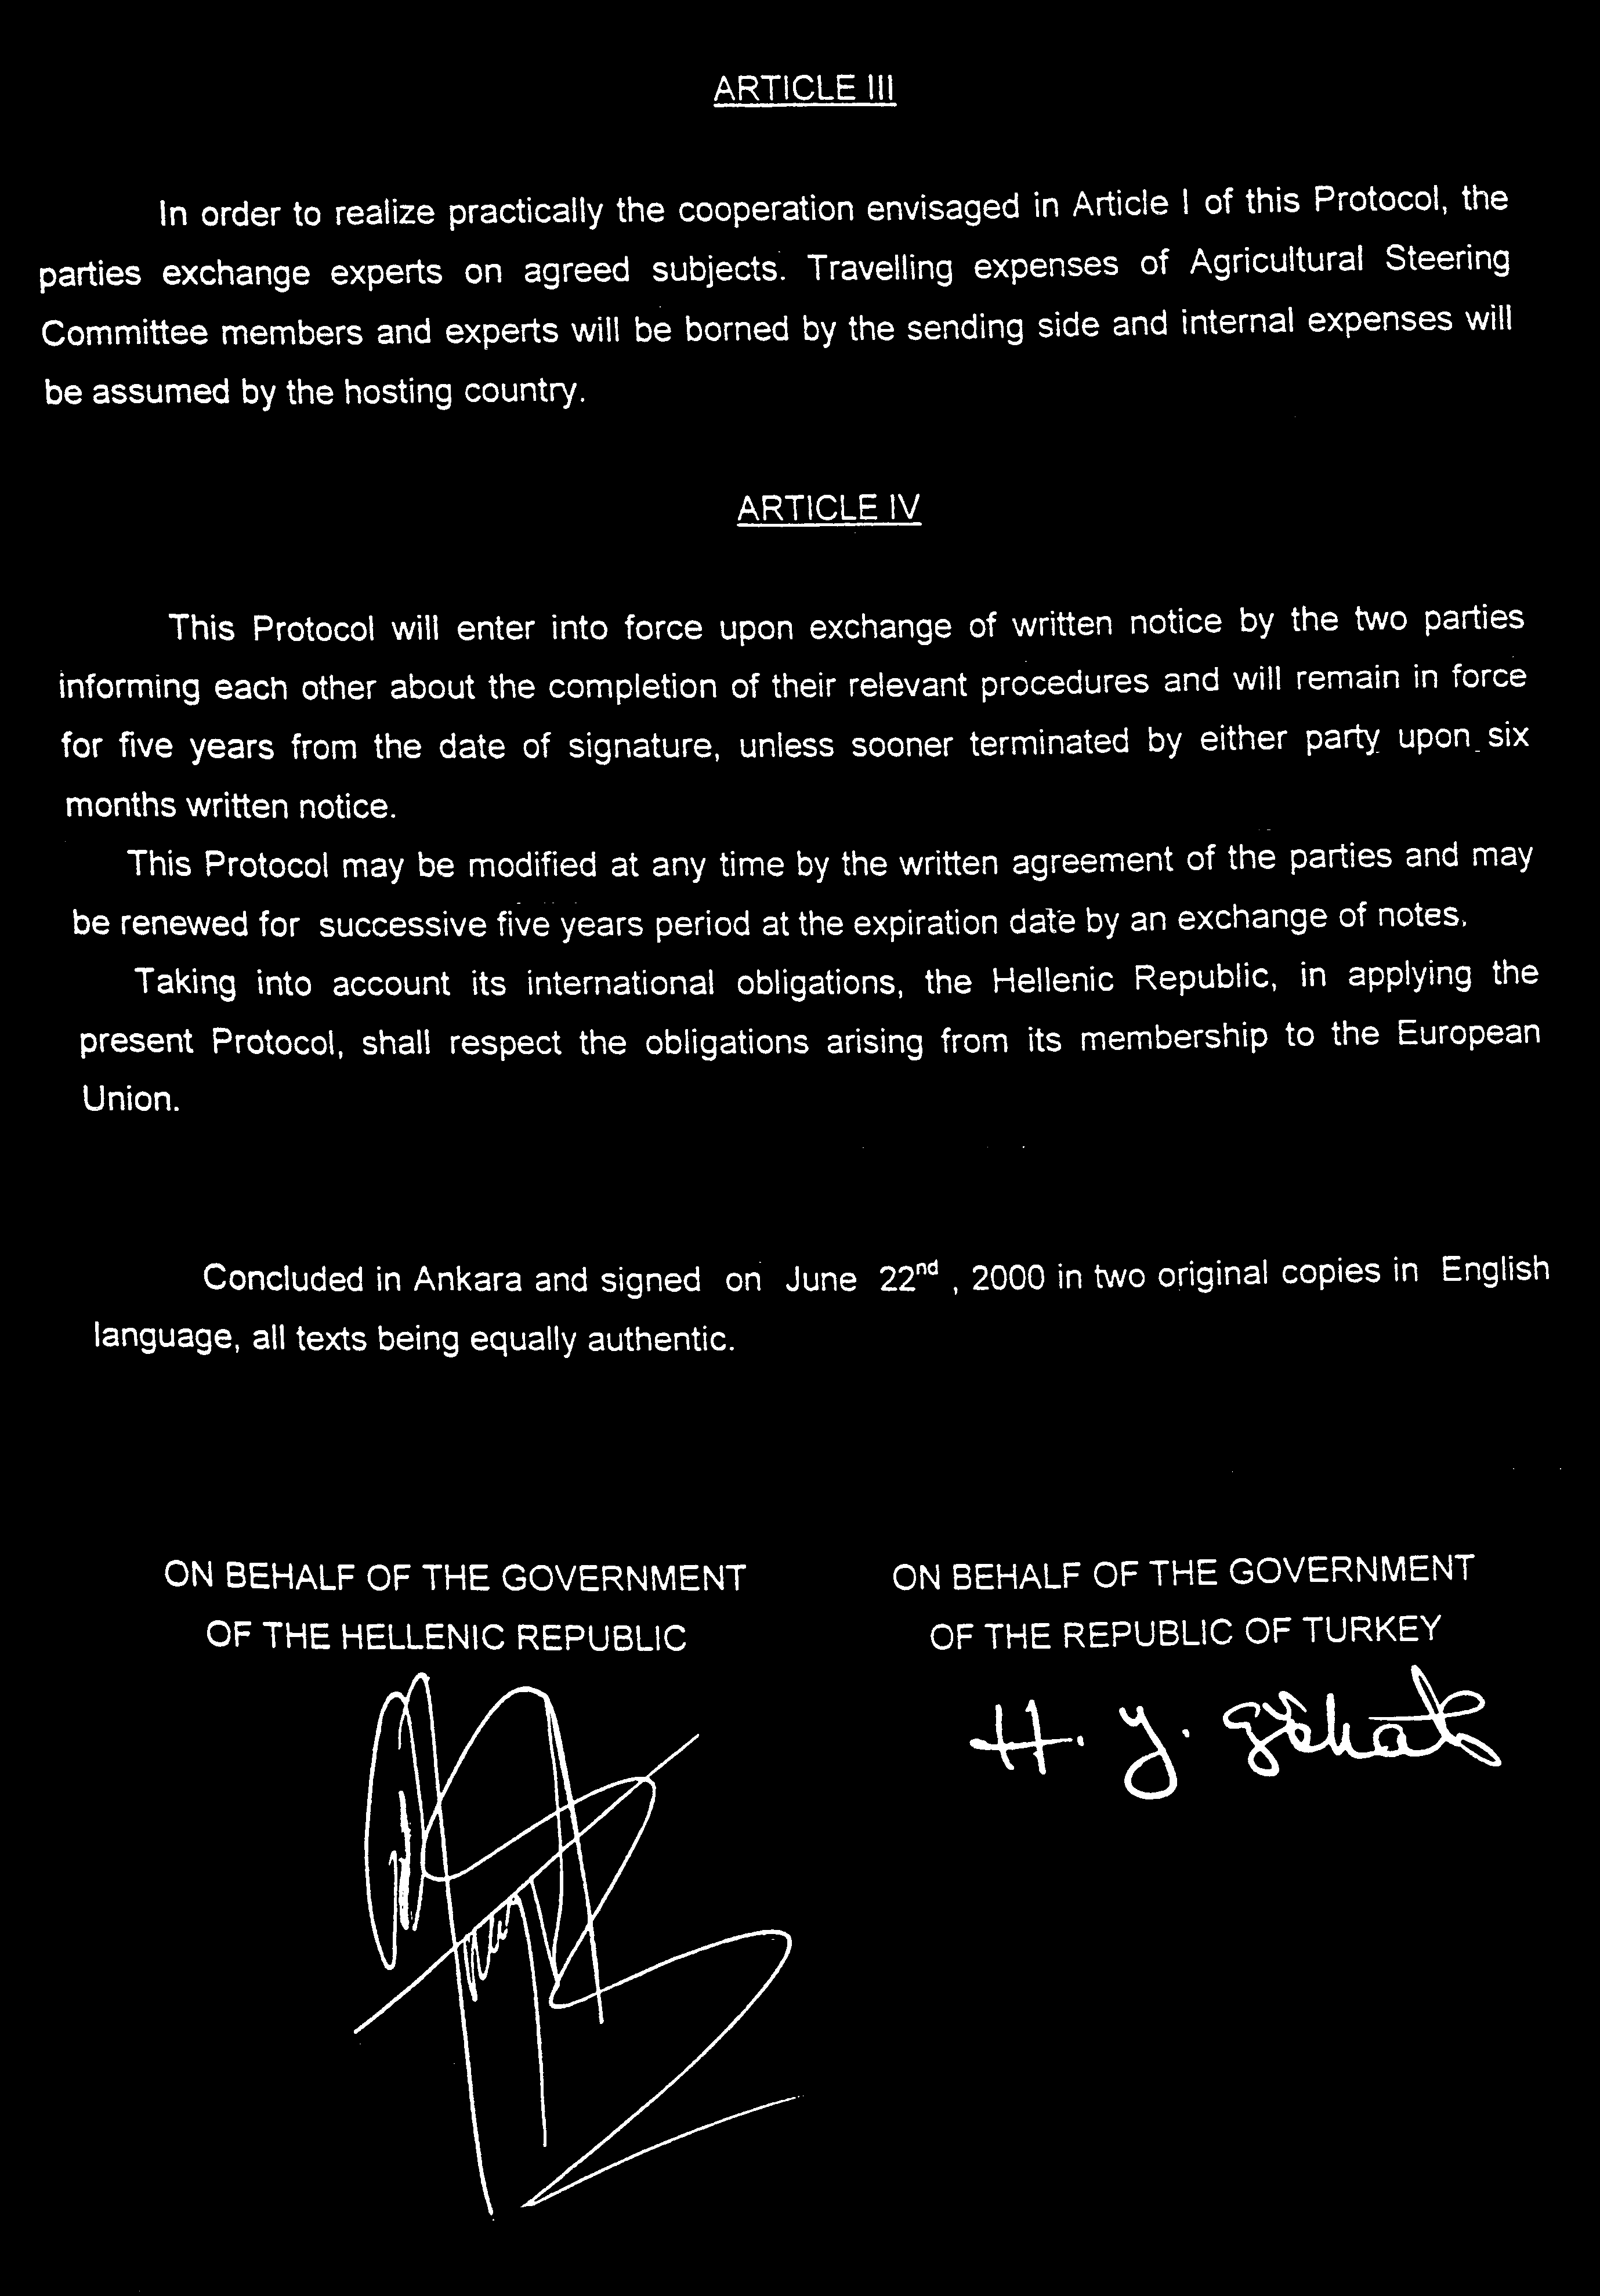 ARTICLE III
In order to realize practically the cooperation envisaged in Article I of this Protocol, the
parties exchange experts on agreed subjects. Travelling expenses of Agricultural Steering
Committee members and experts will be borned by the sending side and internal expenses will
be assumed by the hosting country.
ARTICLE IV
This Protocol will enter into force upon exchange of written notice by the two parties
informing each other about the completion of their relevant procedures and will remain in force
for five years from the date of signature, unless sooner terminated by either party upon six
months written notice.
This Protocol may be modified at any time by the written agreement of the parties and may
be renewed for successive five years period at the expiration date by an exchange of notes.
Taking into account its international obligations, the Hellenic Republic, in applying the
present Protocol, shall respect the obligations arising from its membership to the European
Union.
Concluded in Ankara and signed on June 22nd , 2000 in two original copies in English
language, all texts being equally authentic.
ON BEHALF OF THE GOVERNMENT
OF THE HELLENIC REPUBLIC
ON BEHALF OF THE GOVERNMENT
OF THE REPUBLIC OF TURKEY
H. Y.